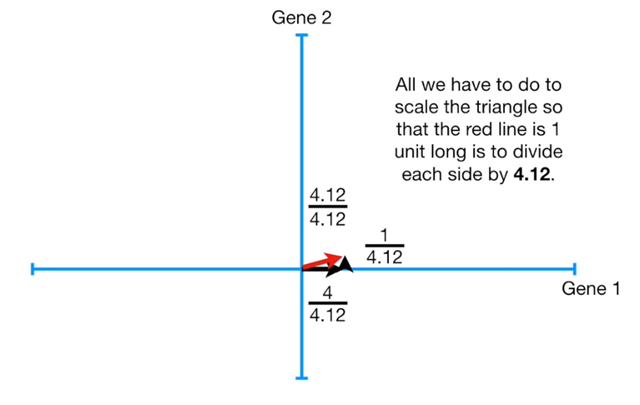 Gene 2
All we have to do to
scale the triangle so
that the red line is 1
unit long is to divide
each side by 4.12.
4.12
4.12
1
4.12
Gene 1
4
4.12